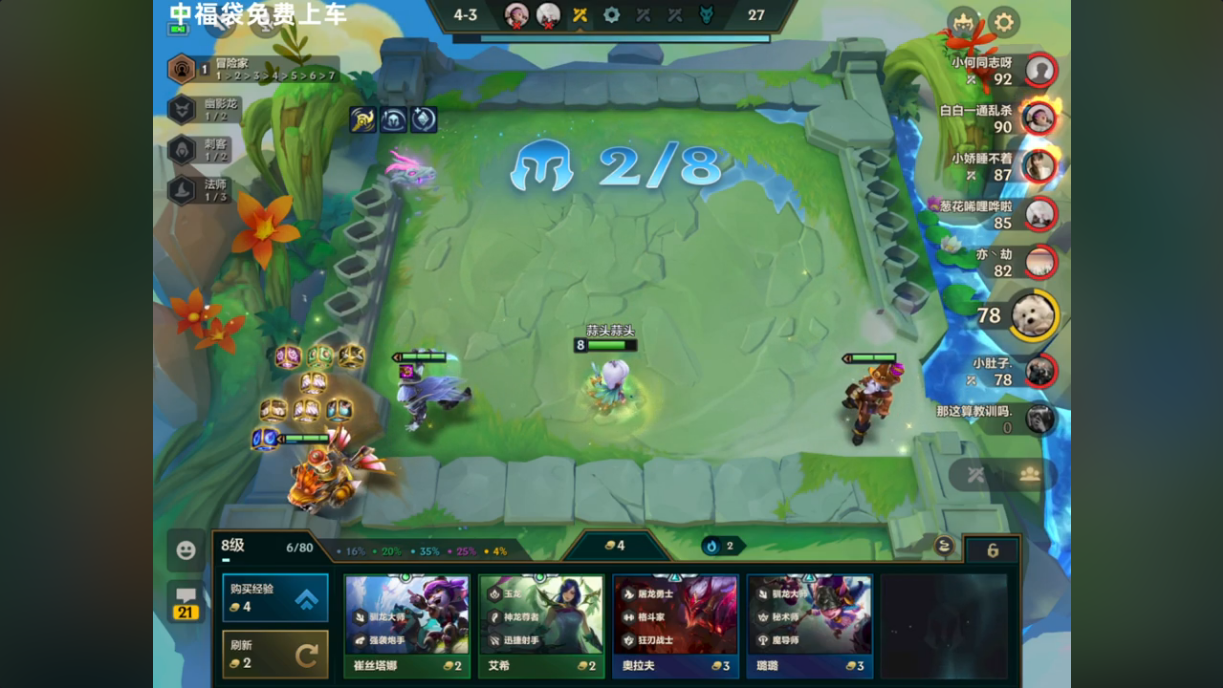 中福袋免费上车
4-3
27
1 冒险家
1>2>3>4>5>6>7
幽影龙
1/2
刺客
1/2
法师
1/3
2/8
小何同志呀
92
白白一通乱杀
90
小娇睡不着
87
葱花唏哩哗啦
85
亦丶劫
82
78
小肚子.
78
那这算教训吗.
0
蒜头蒜头
8
8级
6/80
16% 20% 35% 25% 4%
4
2
6
购买经验
4
刷新
2
21
驯龙大师
强袭炮手
崔丝塔娜 2
玉龙
神龙尊者
迅捷射手
艾希 2
屠龙勇士
格斗家
狂刃战士
奥拉夫 3
驯龙大师
秘术师
魔导师
璐璐 3